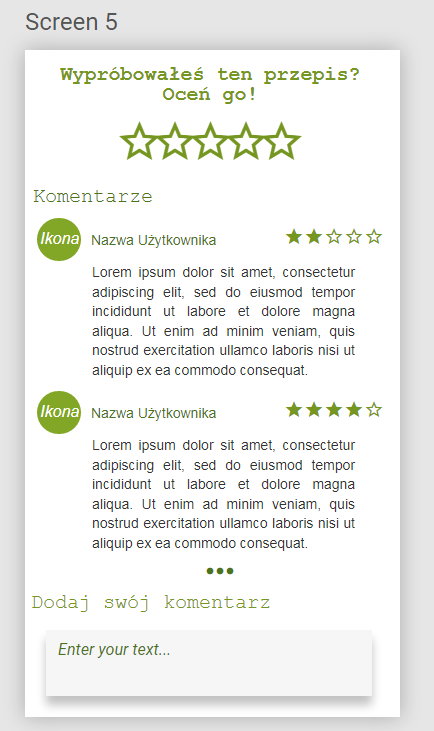 Screen 5
Wypróbowałeś ten przepis?
Oceń go!
Komentarze
Ikona
Nazwa Użytkownika
Lorem ipsum dolor sit amet, consectetur
adipiscing elit, sed do eiusmod tempor
incididunt ut labore et dolore magna
aliqua. Ut enim ad minim veniam, quis
nostrud exercitation ullamco laboris nisi ut
aliquip ex ea commodo consequat.
Ikona
Nazwa Użytkownika
Lorem ipsum dolor sit amet, consectetur
adipiscing elit, sed do eiusmod tempor
incididunt ut labore et dolore magna
aliqua. Ut enim ad minim veniam, quis
nostrud exercitation ullamco laboris nisi ut
aliquip ex ea commodo consequat.
Dodaj swój komentarz
Enter your text...